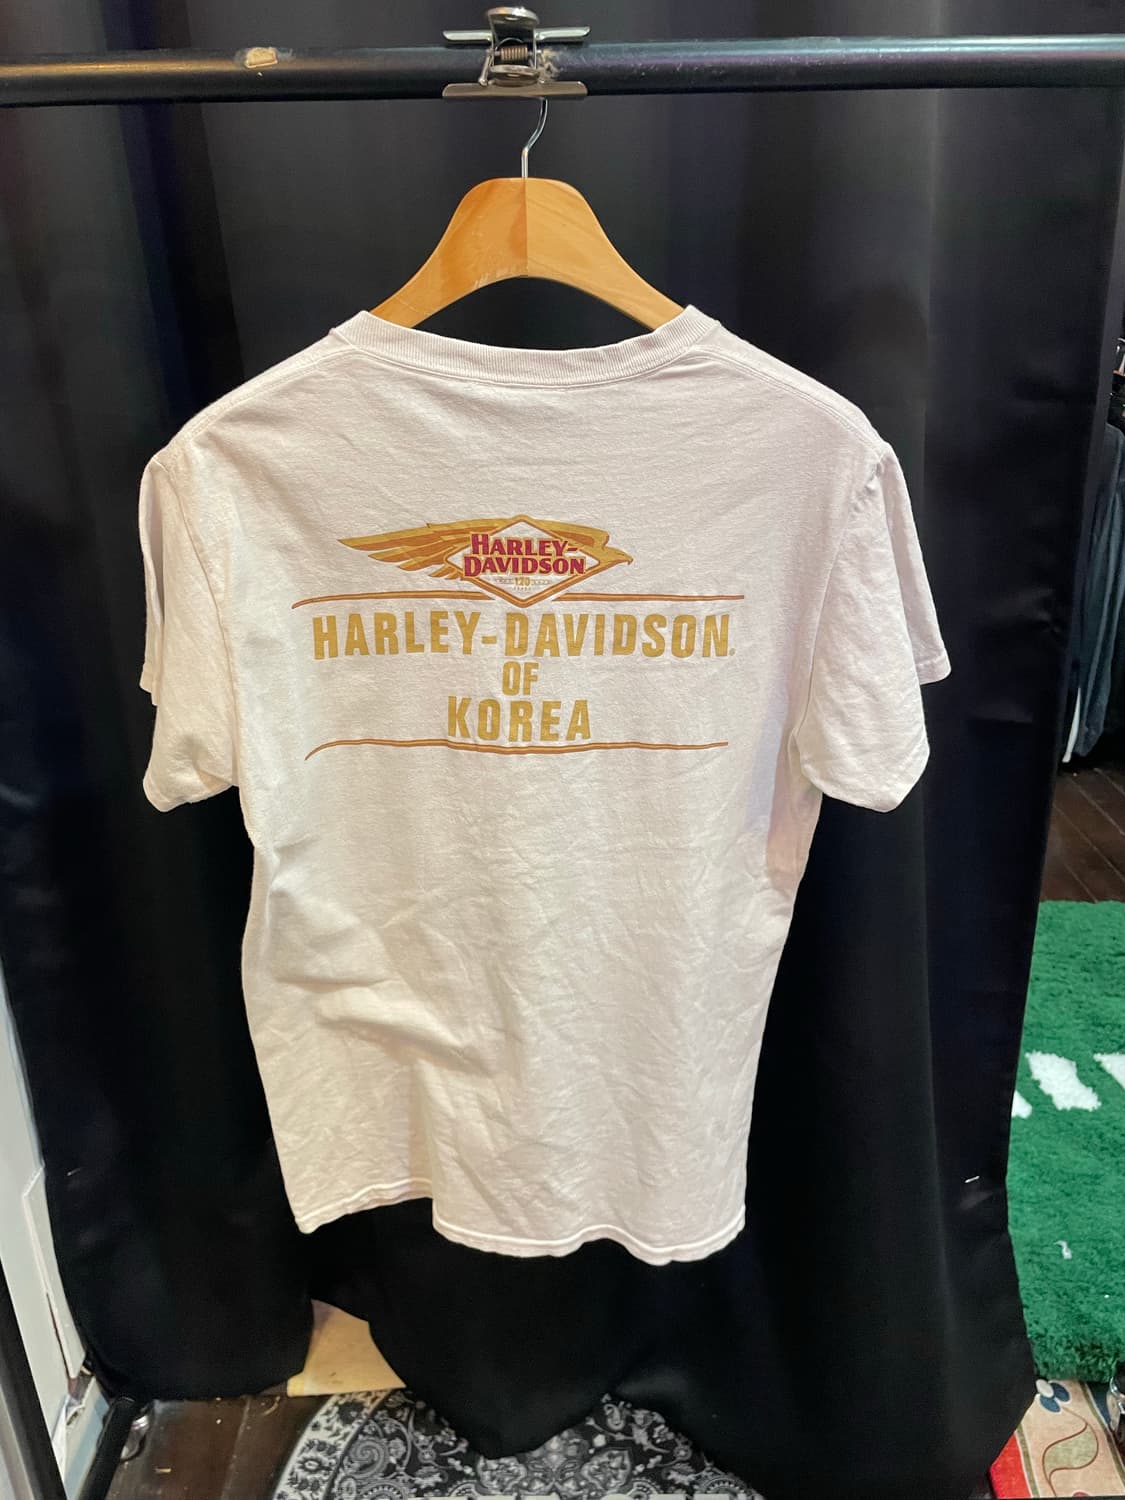 HARLEY-
DAVIDSON
120
HARLEY-DAVIDSON®
OF
KOREA